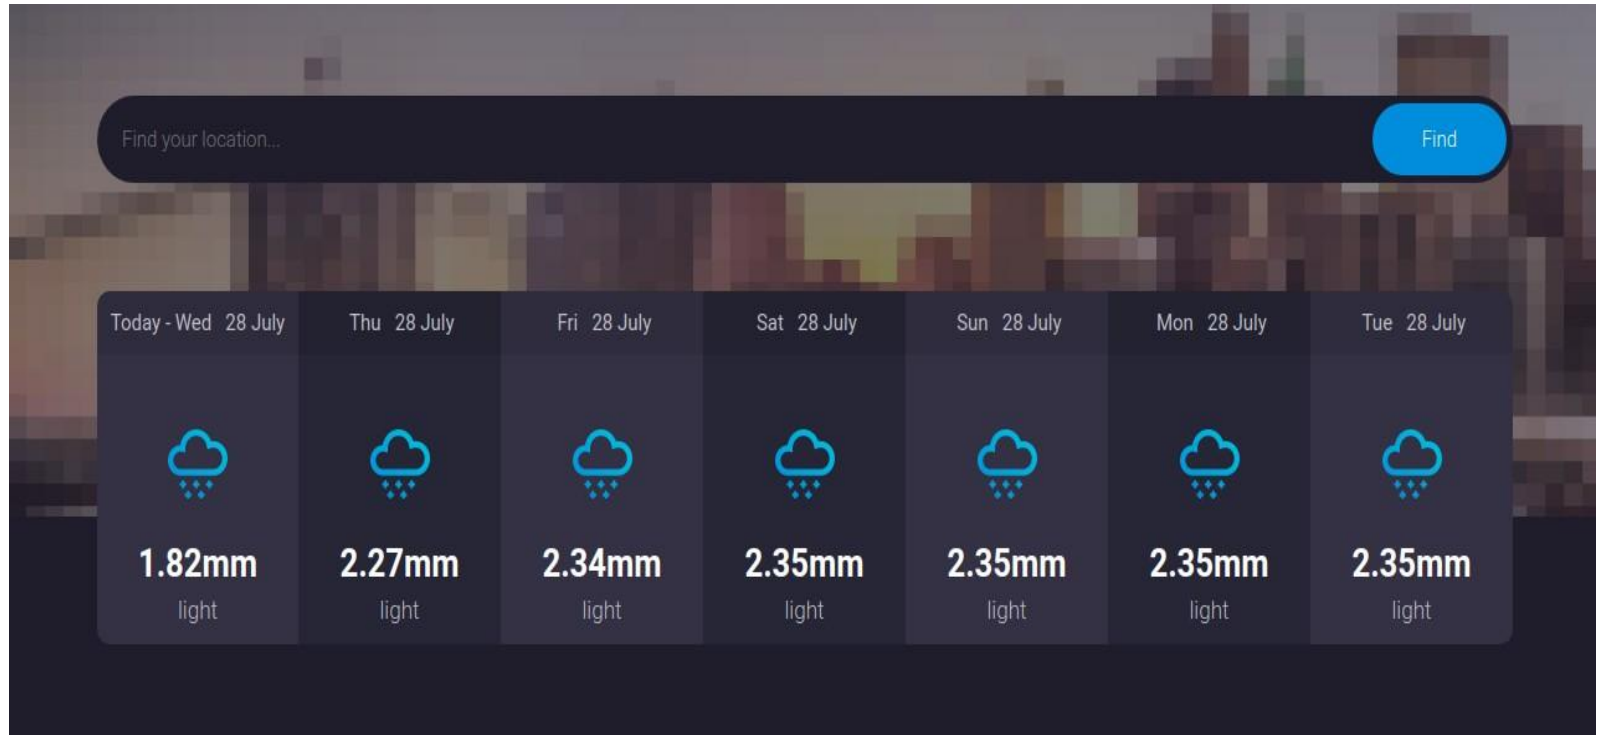 Find your location...
Find
Today - Wed 28 July
Thu 28 July
Fri 28 July
Sat 28 July
Sun 28 July
Mon 28 July
Tue 28 July
1.82mm
2.27mm
2.34mm
2.35mm
2.35mm
2.35mm
2.35mm
light
light
light
light
light
light
light